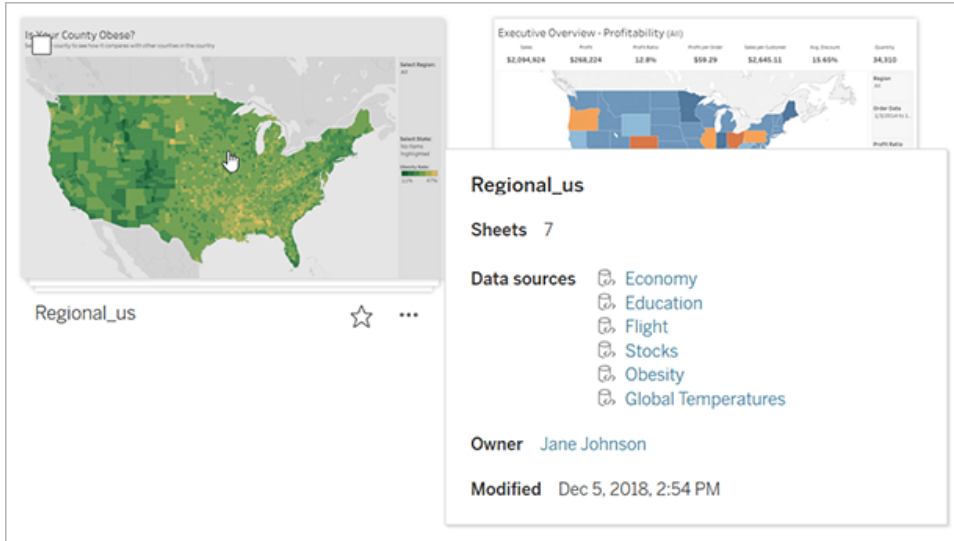 Is Your County Obese?
county to see how it compares with other counties in the country
Select Region:
All
Select State:
No items
highlighted
Obesity Rate:
47%
Executive Overview - Profitability (All)
Sales Profit Profit Ratio Profit per Order Sales per Customer Avg. Discount Quantity
$2,094,924 $268,224 12.8% $59.29 $2,645.11 15.65% 34,310
Region
All
Order Date
Profit Ratio
Regional_us
Regional_us
Sheets 7
Data sources Economy
Education
Flight
Stocks
Obesity
Global Temperatures
Owner Jane Johnson
Modified Dec 5, 2018, 2:54 PM